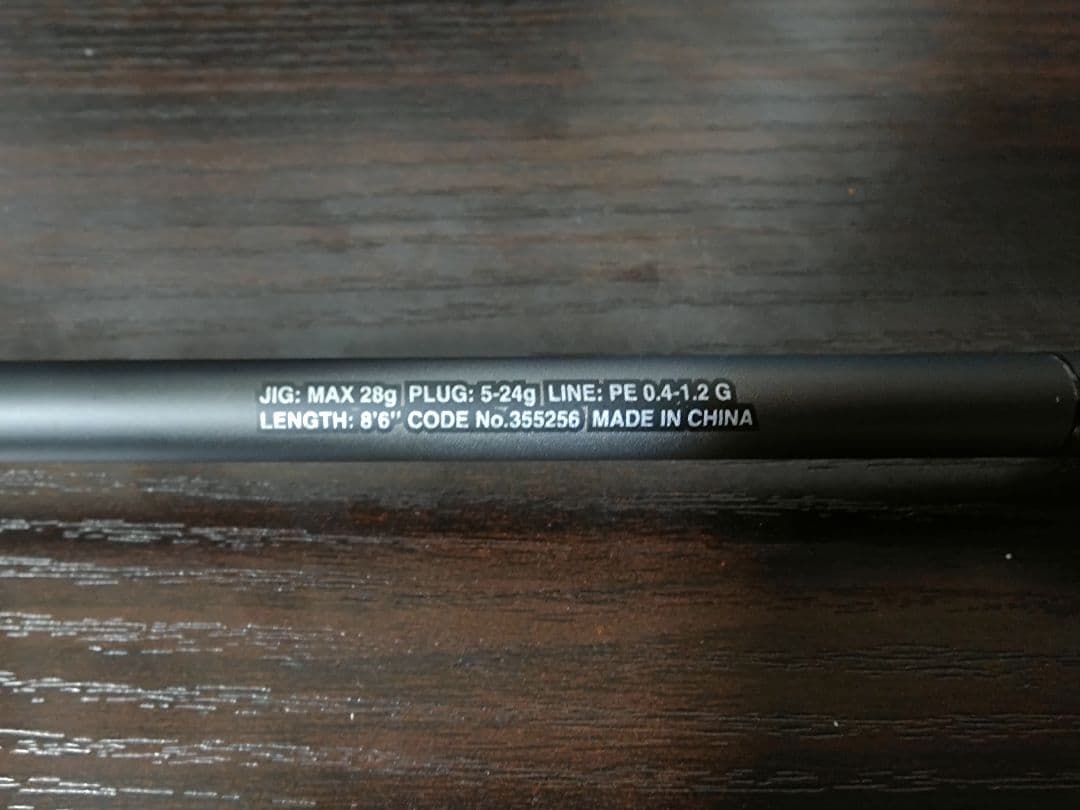 JIG: MAX 28g PLUG: 5-24g LINE: PE 0.4-1.2 G
LENGTH: 8'6" CODE No.355256 MADE IN CHINA